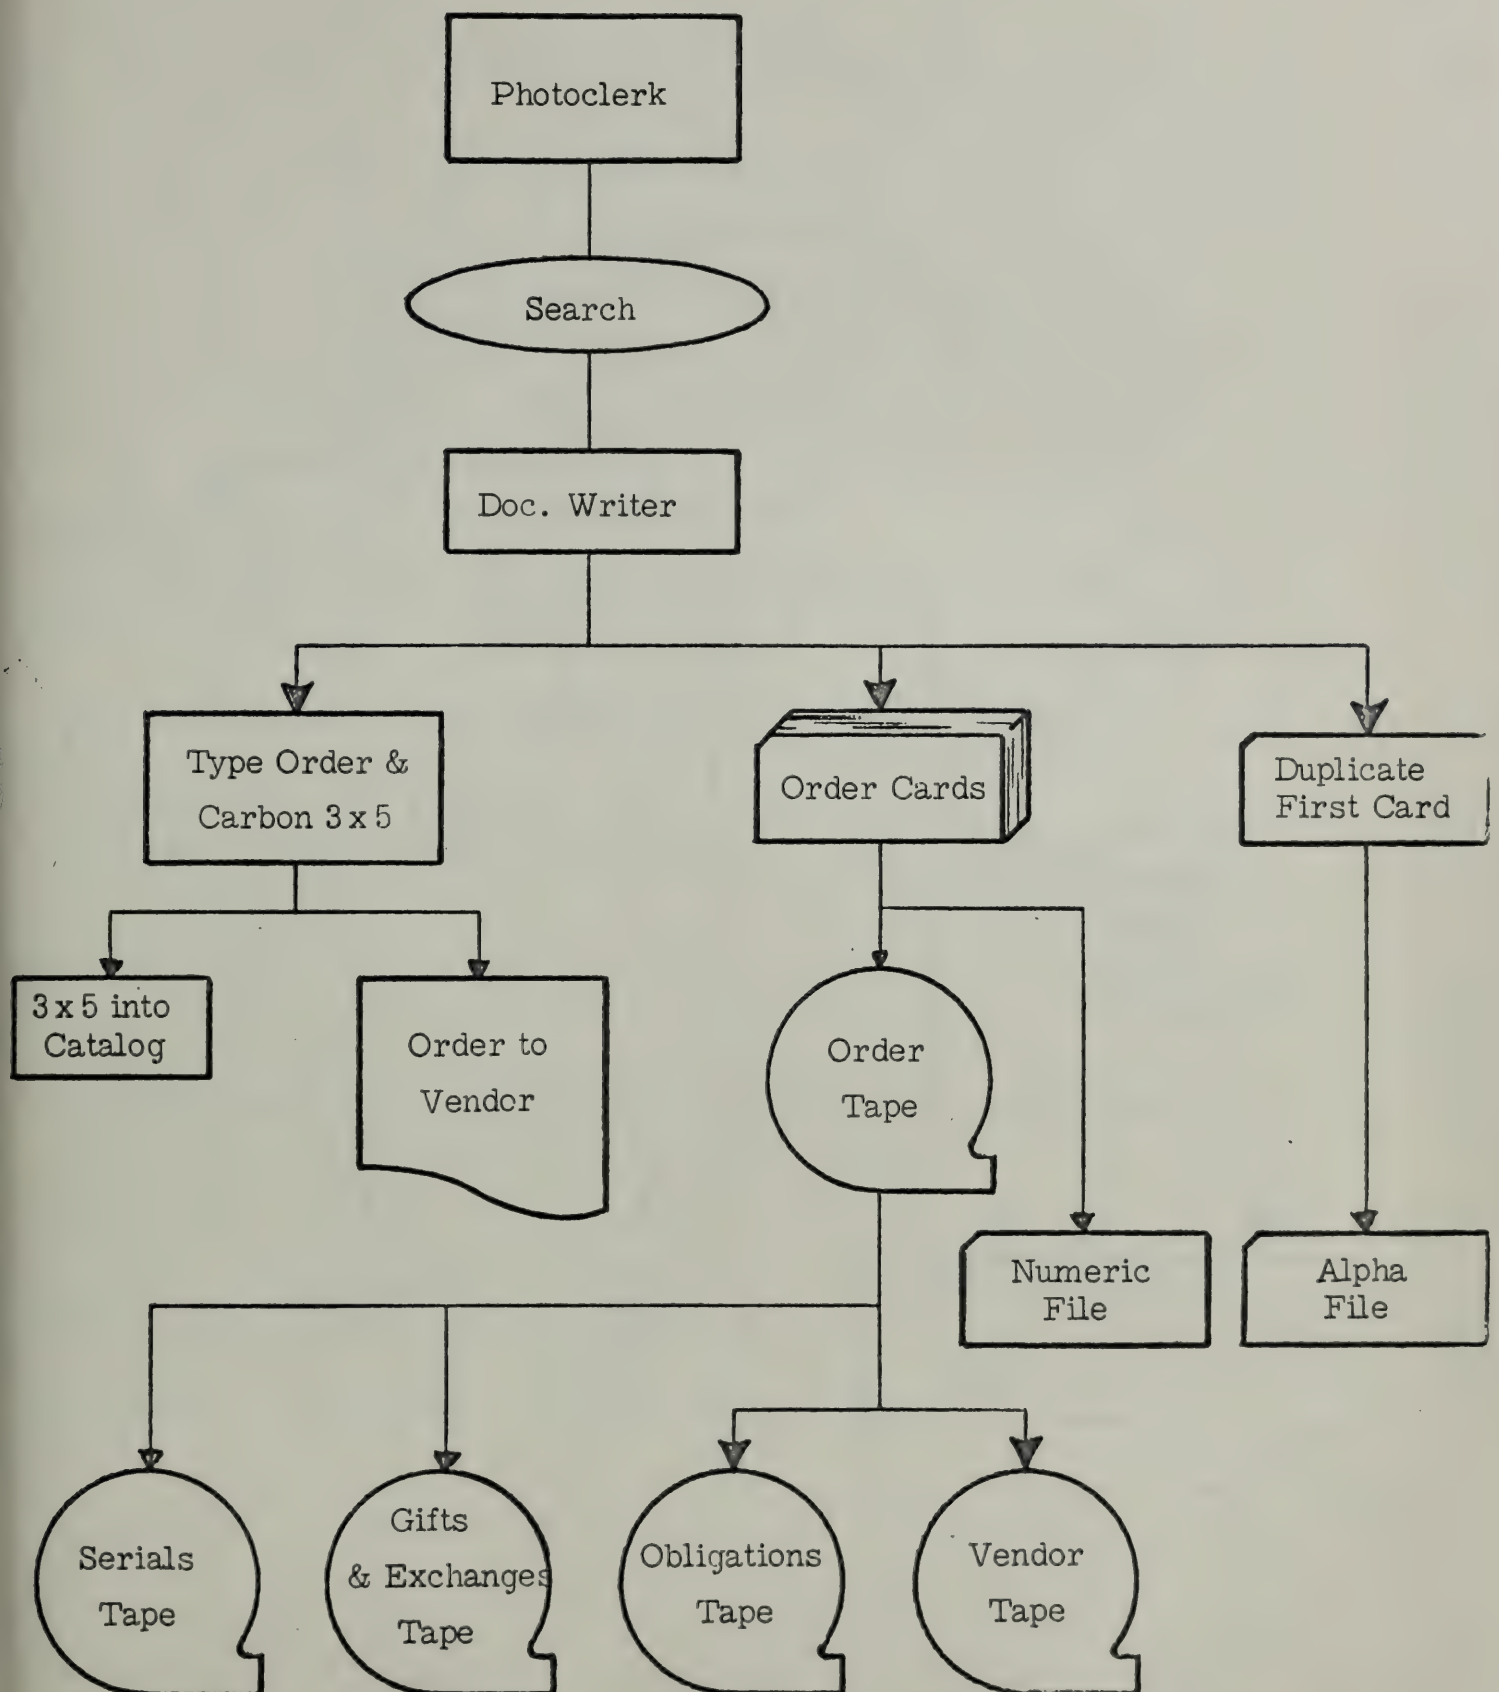 Photoclerk
Search
Doc. Writer
Type Order &
Carbon 3 x 5
Order Cards
Duplicate
First Card
3 x 5 into
Catalog
Order to
Vendor
Order
Tape
Numeric
File
Alpha
File
Serials
Tape
Gifts
& Exchanges
Tape
Obligations
Tape
Vendor
Tape